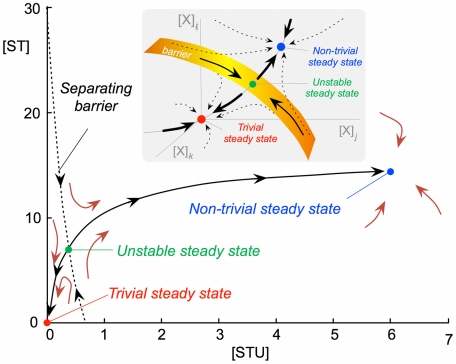 30
[ST]
20
10
0
Separating
barrier
[X]ℓ
barrier
Non-trivial
steady state
Unstable
steady state
Trivial
steady state
[X]j
[X]k
Non-trivial steady state
Unstable steady state
Trivial steady state
0 1 2 3 4 5 6 7
[STU]